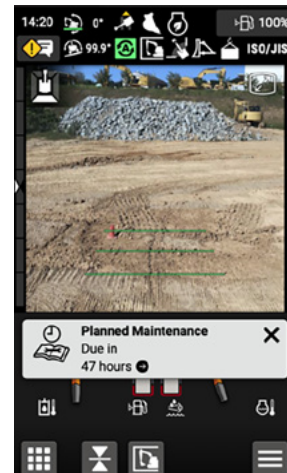 14:20 0° 100%
99.9° A ISO/JIS
Planned Maintenance
Due in
47 hours